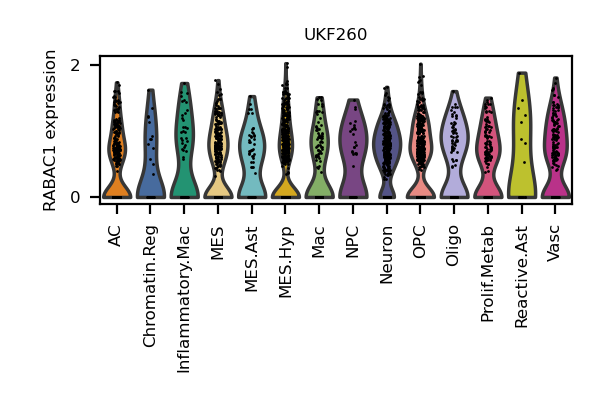 UKF260
RABAC1 expression
2
0
AC
Chromatin.Reg
Inflammatory.Mac
MES
MES.Ast
MES.Hyp
Mac
NPC
Neuron
OPC
Oligo
Prolif.Metab
Reactive.Ast
Vasc